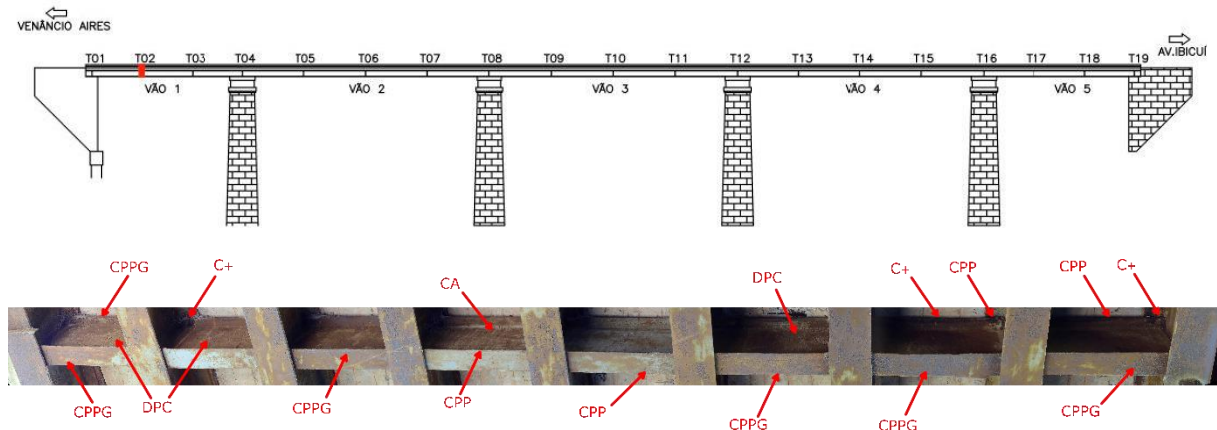 VENÂNCIO AIRES
AV.IBICUÍ
T01 T02 T03 T04 T05 T06 T07 T08 T09 T10 T11 T12 T13 T14 T15 T16 T17 T18 T19
VÃO 1 VÃO 2 VÃO 3 VÃO 4 VÃO 5
CPPG C+ CA DPC C+ CPP CPP C+
CPPG DPC CPPG CPP CPP CPPG CPPG CPPG